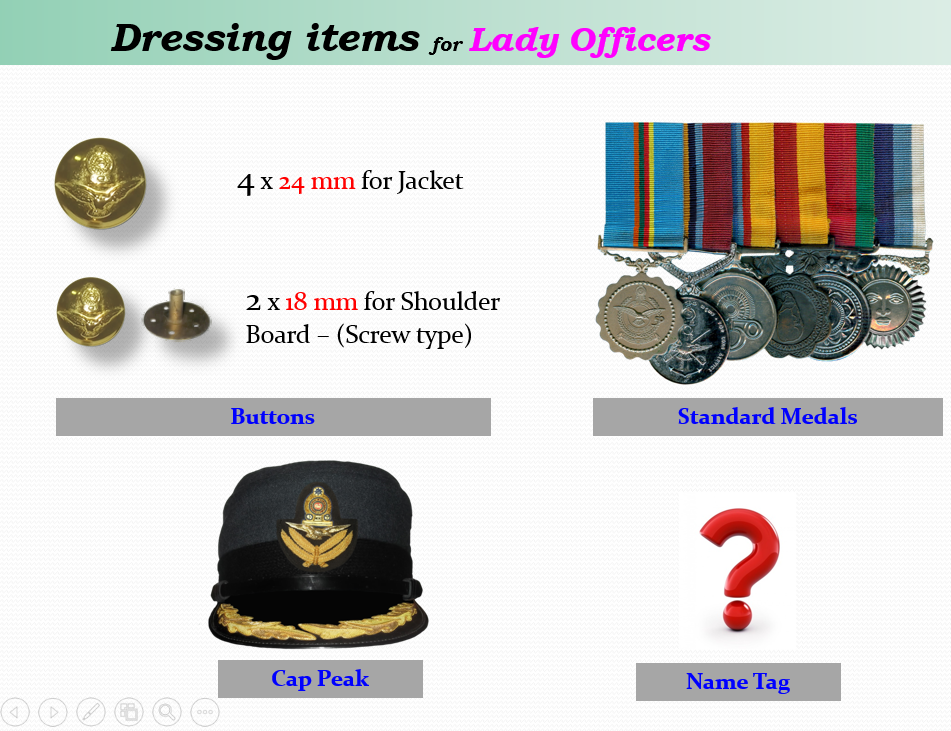 Dressing items for Lady Officers
4 x 24 mm for Jacket
2 x 18 mm for Shoulder
Board – (Screw type)
Buttons
Standard Medals
Cap Peak
Name Tag